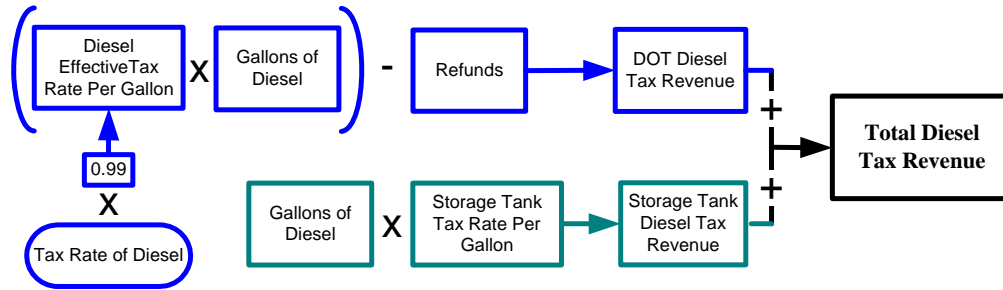 Diesel
EffectiveTax
Rate Per Gallon
X
Gallons of
Diesel
-
Refunds
DOT Diesel
Tax Revenue
+
0.99
X
Tax Rate of Diesel
Gallons of
Diesel
X
Storage Tank
Tax Rate Per
Gallon
Storage Tank
Diesel Tax
Revenue
+
Total Diesel
Tax Revenue